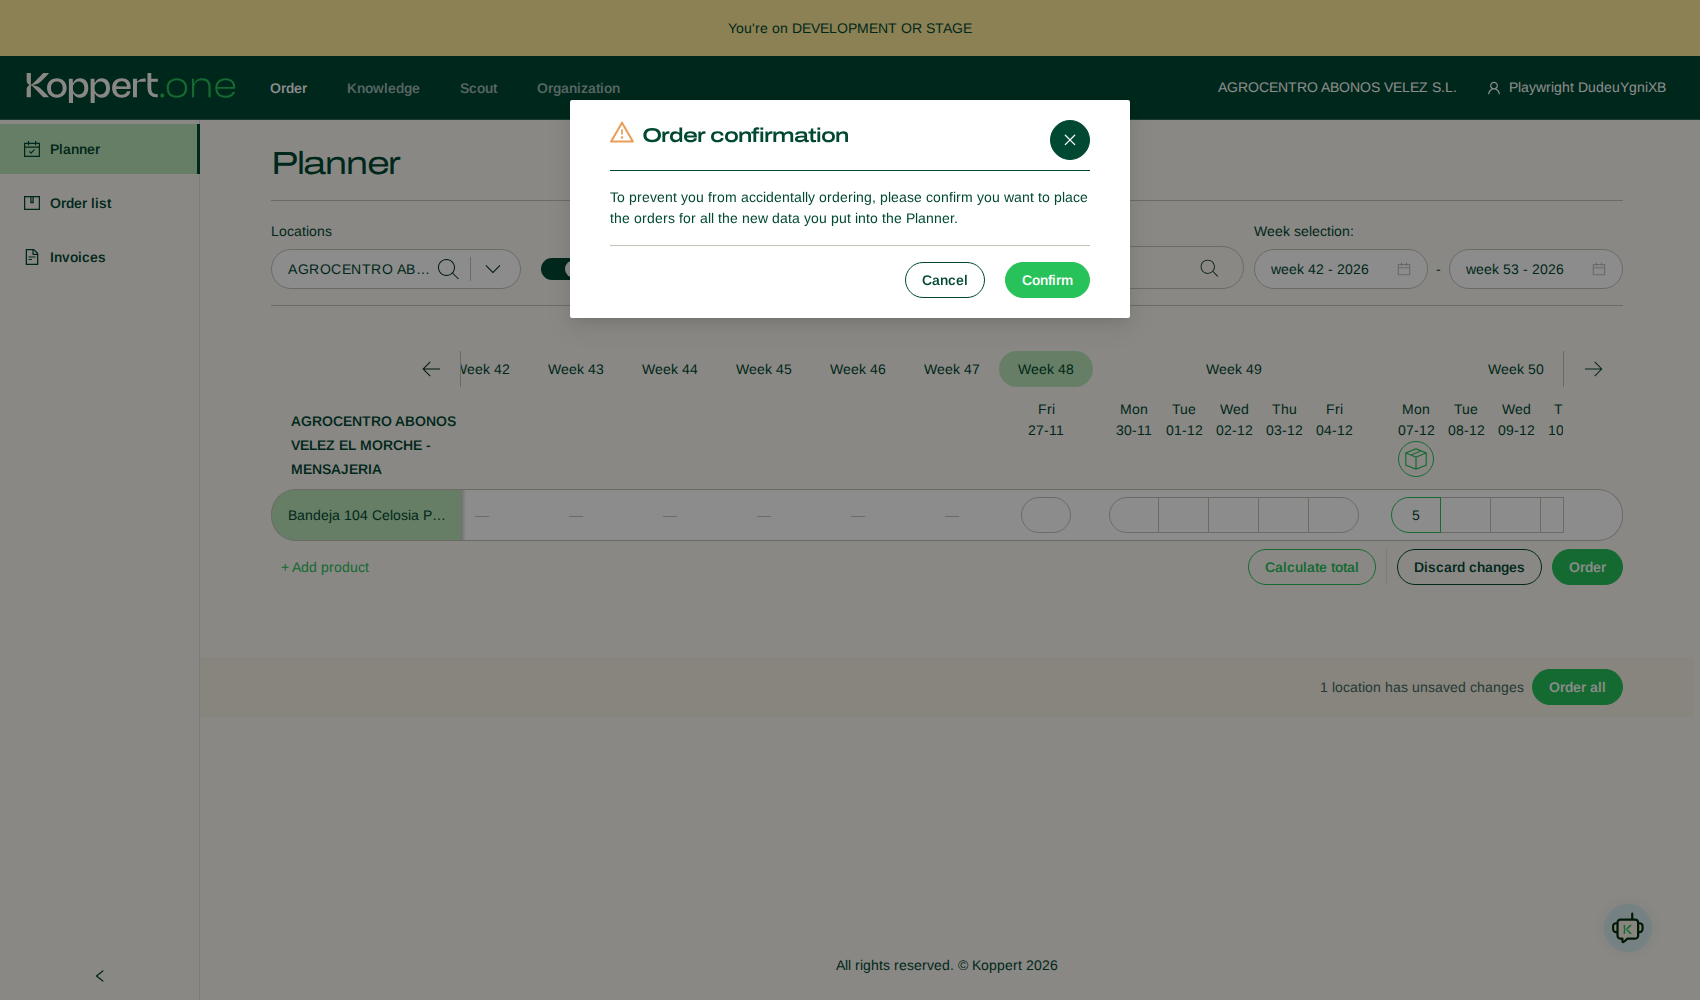 You're on DEVELOPMENT OR STAGE
Koppert.one
Order
Knowledge
Scout
Organization
AGROCENTRO ABONOS VELEZ S.L.
Playwright DudeuYgniXB
Planner
Order list
Invoices
Planner
Order confirmation
To prevent you from accidentally ordering, please confirm you want to place
the orders for all the new data you put into the Planner.
Cancel
Confirm
Locations
AGROCENTRO AB...
Week selection:
week 42 - 2026
-
week 53 - 2026
Week 42
Week 43
Week 44
Week 45
Week 46
Week 47
Week 48
Week 49
Week 50
Fri
Mon
Tue
Wed
Thu
Fri
Mon
Tue
Wed
T
27-11
30-11
01-12
02-12
03-12
04-12
07-12
08-12
09-12
10
AGROCENTRO ABONOS
VELEZ EL MORCHE -
MENSAJERIA
Bandeja 104 Celosia P...
—
—
—
—
—
—
5
+ Add product
Calculate total
Discard changes
Order
1 location has unsaved changes
Order all
K
All rights reserved. © Koppert 2026